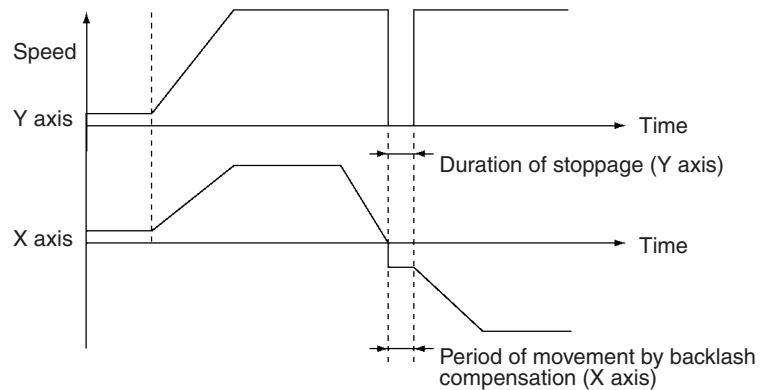 Speed
Y axis
Time
Duration of stoppage (Y axis)
X axis
Time
Period of movement by backlash
compensation (X axis)